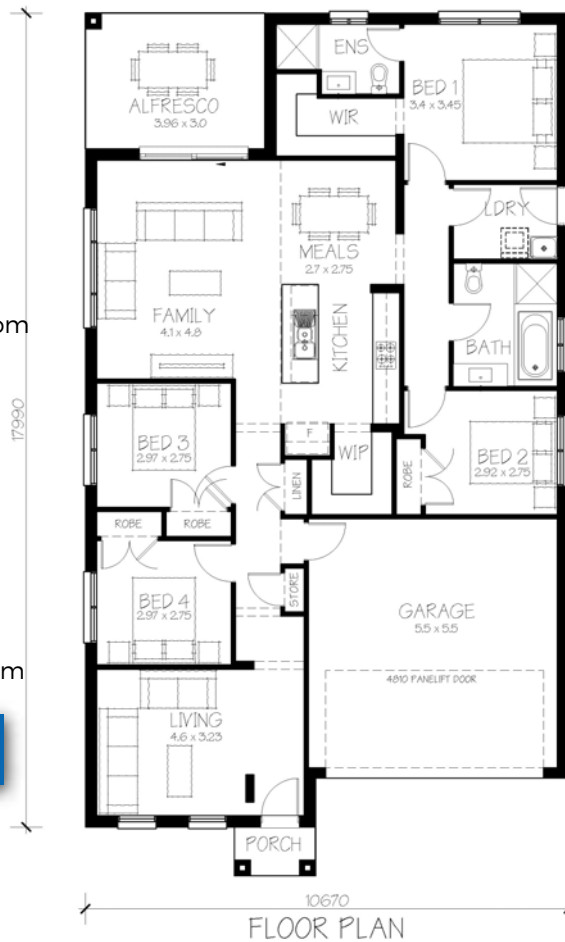 ENS
BED 1
3.4 x 3.45
ALFRESCO
3.96 x 3.0
WIR
LDRY
MEALS
2.7 x 2.75
FAMILY
4.1 x 4.8
KITCHEN
BATH
om
17990
BED 3
2.97 x 2.75
F
WIP
BED 2
2.92 x 2.75
ROBE
LINEN
ROBE
ROBE
STORE
BED 4
2.97 x 2.75
GARAGE
5.5 x 5.5
4810 PANELIFT DOOR
m
LIVING
4.6 x 3.23
PORCH
10670
FLOOR PLAN